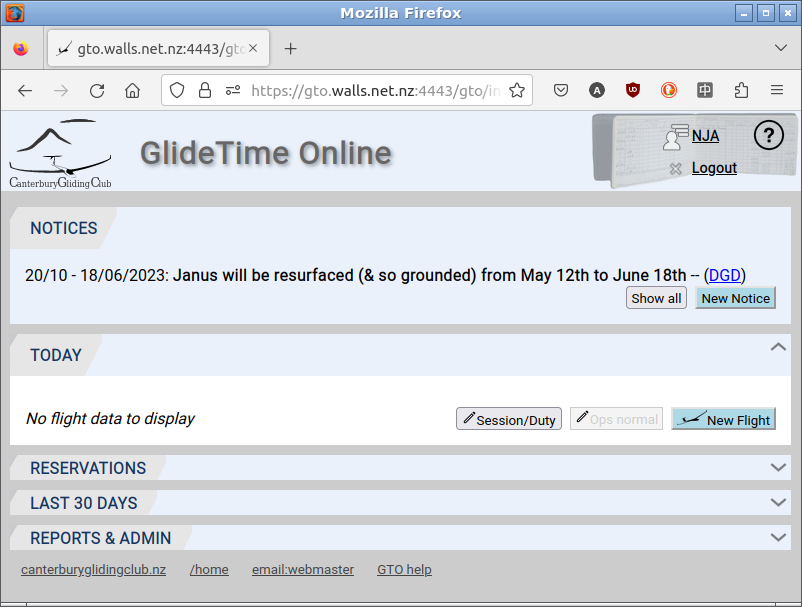 Mozilla Firefox
gto.walls.net.nz:4443/gto
https://gto.walls.net.nz:4443/gto/in
GlideTime Online
CanterburyGlidingClub
NJA
?
Logout
NOTICES
20/10 - 18/06/2023: Janus will be resurfaced (& so grounded) from May 12th to June 18th -- (DGD)
Show all
New Notice
TODAY
No flight data to display
Session/Duty
Ops normal
New Flight
RESERVATIONS
LAST 30 DAYS
REPORTS & ADMIN
canterburyglidingclub.nz
/home
email:webmaster
GTO help